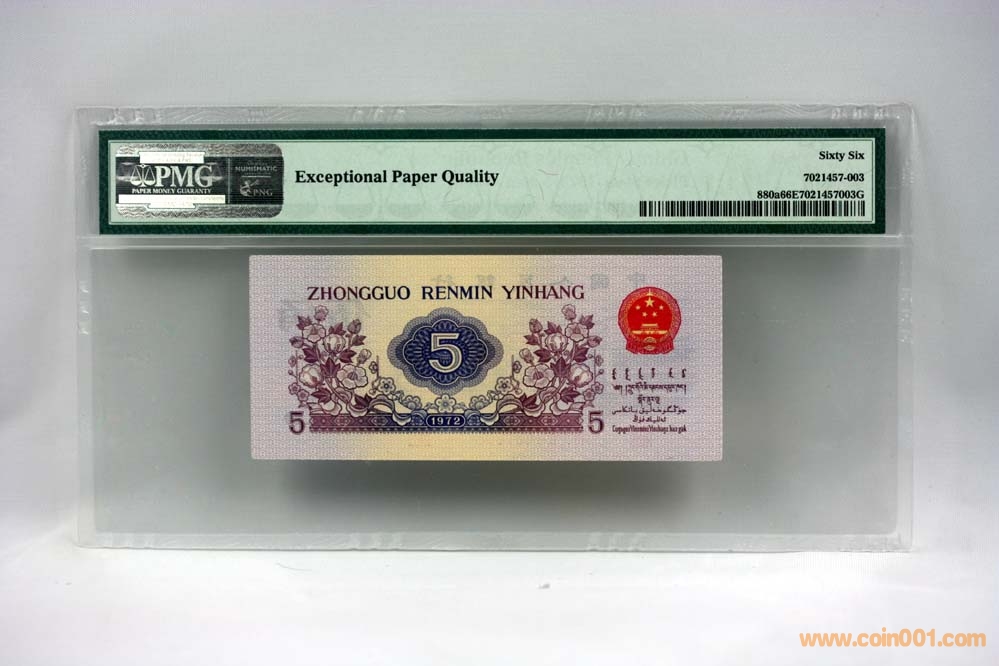 PMG
PAPER MONEY GUARANTY
NUMISMATIC
PNG
Exceptional Paper Quality
Sixty Six
7021457-003
880a66E7021457003G
ZHONGGUO RENMIN YINHANG
5
5
1972
5
www.coin001.com